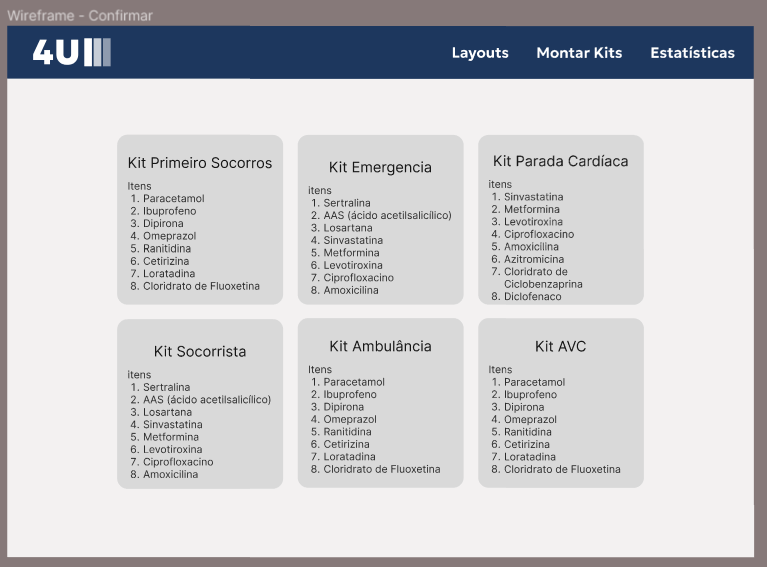 Wireframe - Confirmar
4U
Layouts Montar Kits Estatísticas
Kit Primeiro Socorros
Itens
1. Paracetamol
2. Ibuprofeno
3. Dipirona
4. Omeprazol
5. Ranitidina
6. Cetirizina
7. Loratadina
8. Cloridrato de Fluoxetina
Kit Emergencia
itens
1. Sertralina
2. AAS (ácido acetilsalicílico)
3. Losartana
4. Sinvastatina
5. Metformina
6. Levotiroxina
7. Ciprofloxacino
8. Amoxicilina
Kit Parada Cardíaca
itens
1. Sinvastatina
2. Metformina
3. Levotiroxina
4. Ciprofloxacino
5. Amoxicilina
6. Azitromicina
7. Cloridrato de
Ciclobenzaprina
8. Diclofenaco
Kit Socorrista
itens
1. Sertralina
2. AAS (ácido acetilsalicílico)
3. Losartana
4. Sinvastatina
5. Metformina
6. Levotiroxina
7. Ciprofloxacino
8. Amoxicilina
Kit Ambulância
Itens
1. Paracetamol
2. Ibuprofeno
3. Dipirona
4. Omeprazol
5. Ranitidina
6. Cetirizina
7. Loratadina
8. Cloridrato de Fluoxetina
Kit AVC
Itens
1. Paracetamol
2. Ibuprofeno
3. Dipirona
4. Omeprazol
5. Ranitidina
6. Cetirizina
7. Loratadina
8. Cloridrato de Fluoxetina